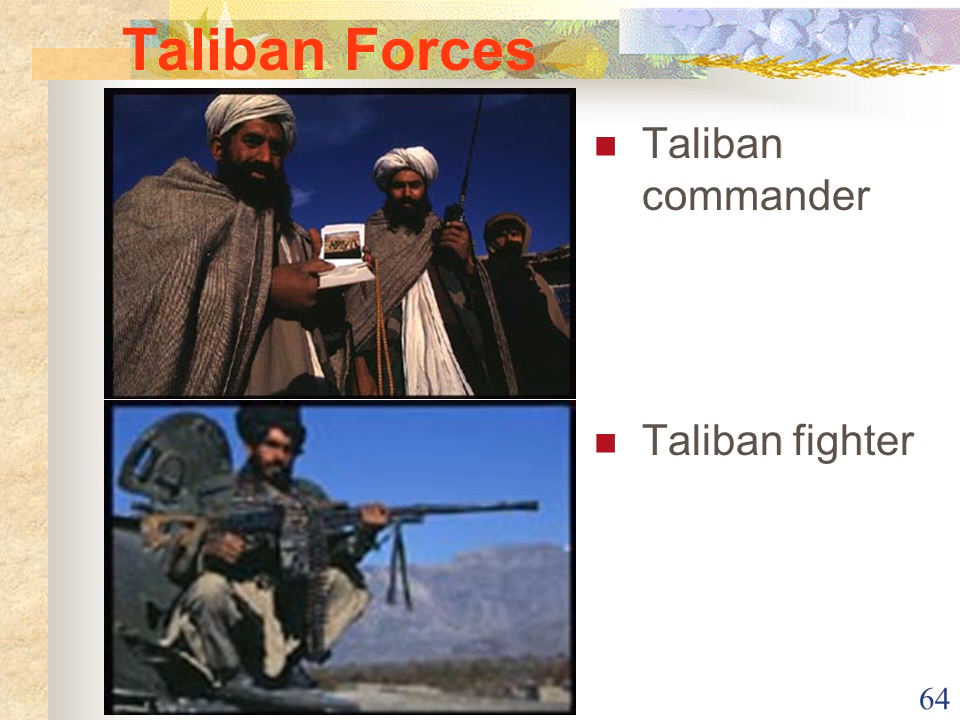 Taliban Forces
Taliban
commander
Taliban fighter
64